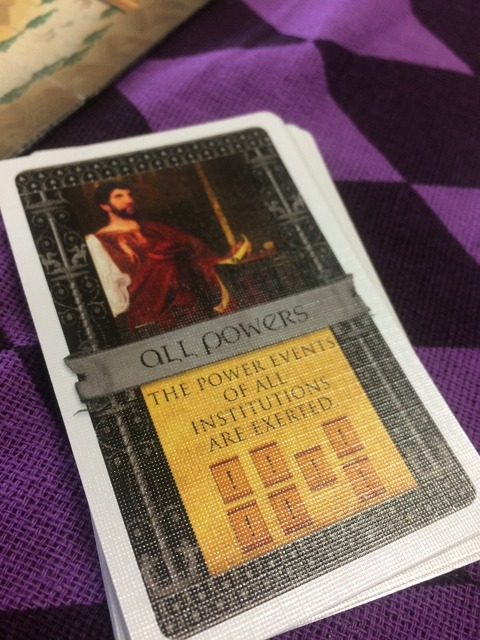 ALL POWERS
THE POWER EVENTS
OF ALL
INSTITUTIONS
ARE EXERTED
! ! ! !
! ! !